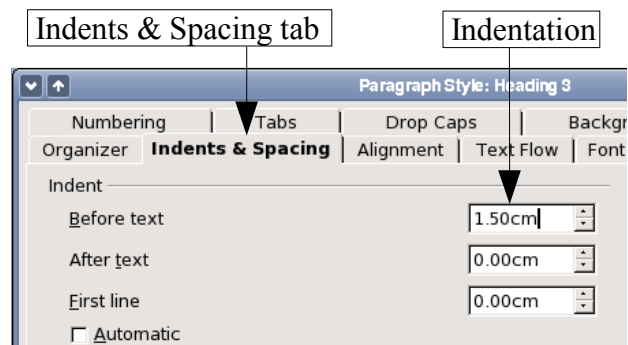 Indents & Spacing tab Indentation
Paragraph Style: Heading 3
Numbering Tabs Drop Caps Backgr
Organizer Indents & Spacing Alignment Text Flow Font
Indent
Before text 1.50cm
After text 0.00cm
First line 0.00cm
Automatic